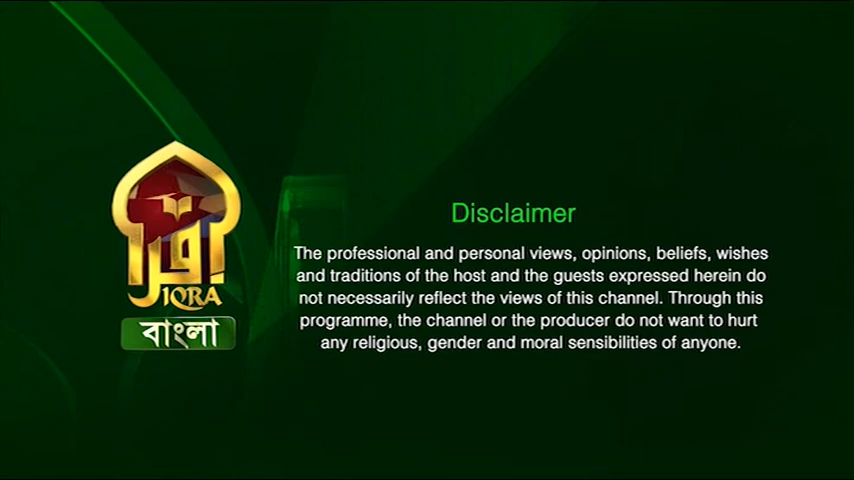 اقرأ
IQRA
বাংলা
Disclaimer
The professional and personal views, opinions, beliefs, wishes
and traditions of the host and the guests expressed herein do
not necessarily reflect the views of this channel. Through this
programme, the channel or the producer do not want to hurt
any religious, gender and moral sensibilities of anyone.